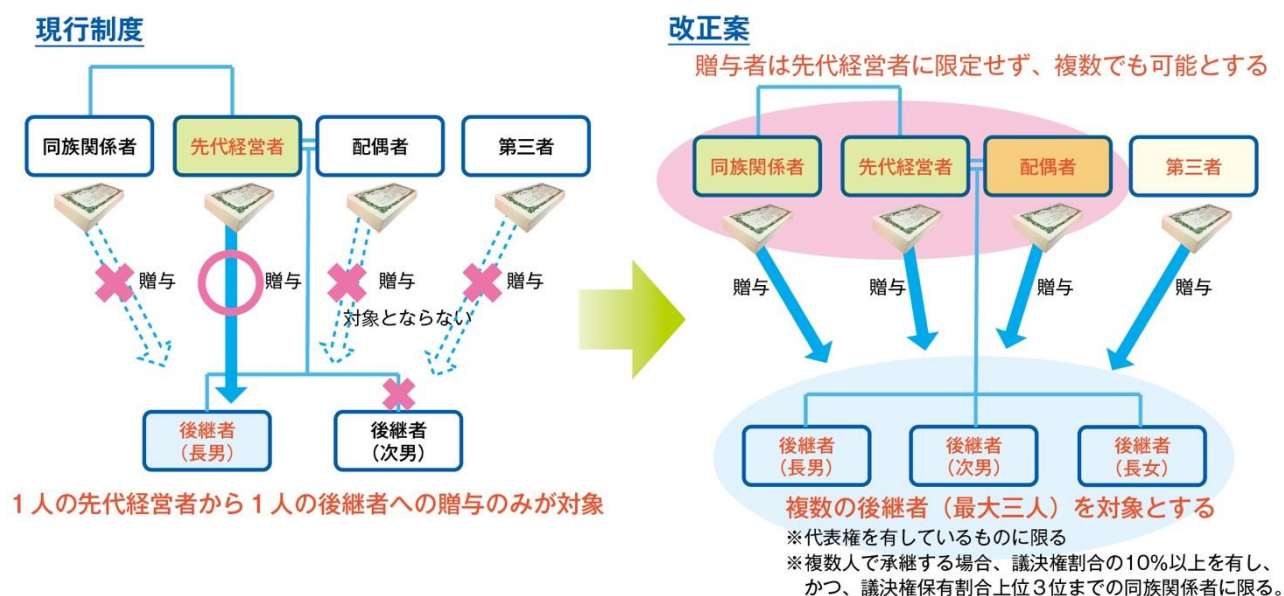 現行制度
同族関係者
先代経営者
配偶者
第三者
贈与
贈与
贈与
贈与
対象とならない
後継者
(長男)
後継者
(次男)
1人の先代経営者から1人の後継者への贈与のみが対象
改正案
贈与者は先代経営者に限定せず、複数でも可能とする
同族関係者
先代経営者
配偶者
第三者
贈与
贈与
贈与
贈与
後継者
(長男)
後継者
(次男)
後継者
(長女)
複数の後継者（最大三人）を対象とする
※代表権を有しているものに限る
※複数人で承継する場合、議決権割合の10%以上を有し、
かつ、議決権保有割合上位3位までの同族関係者に限る。